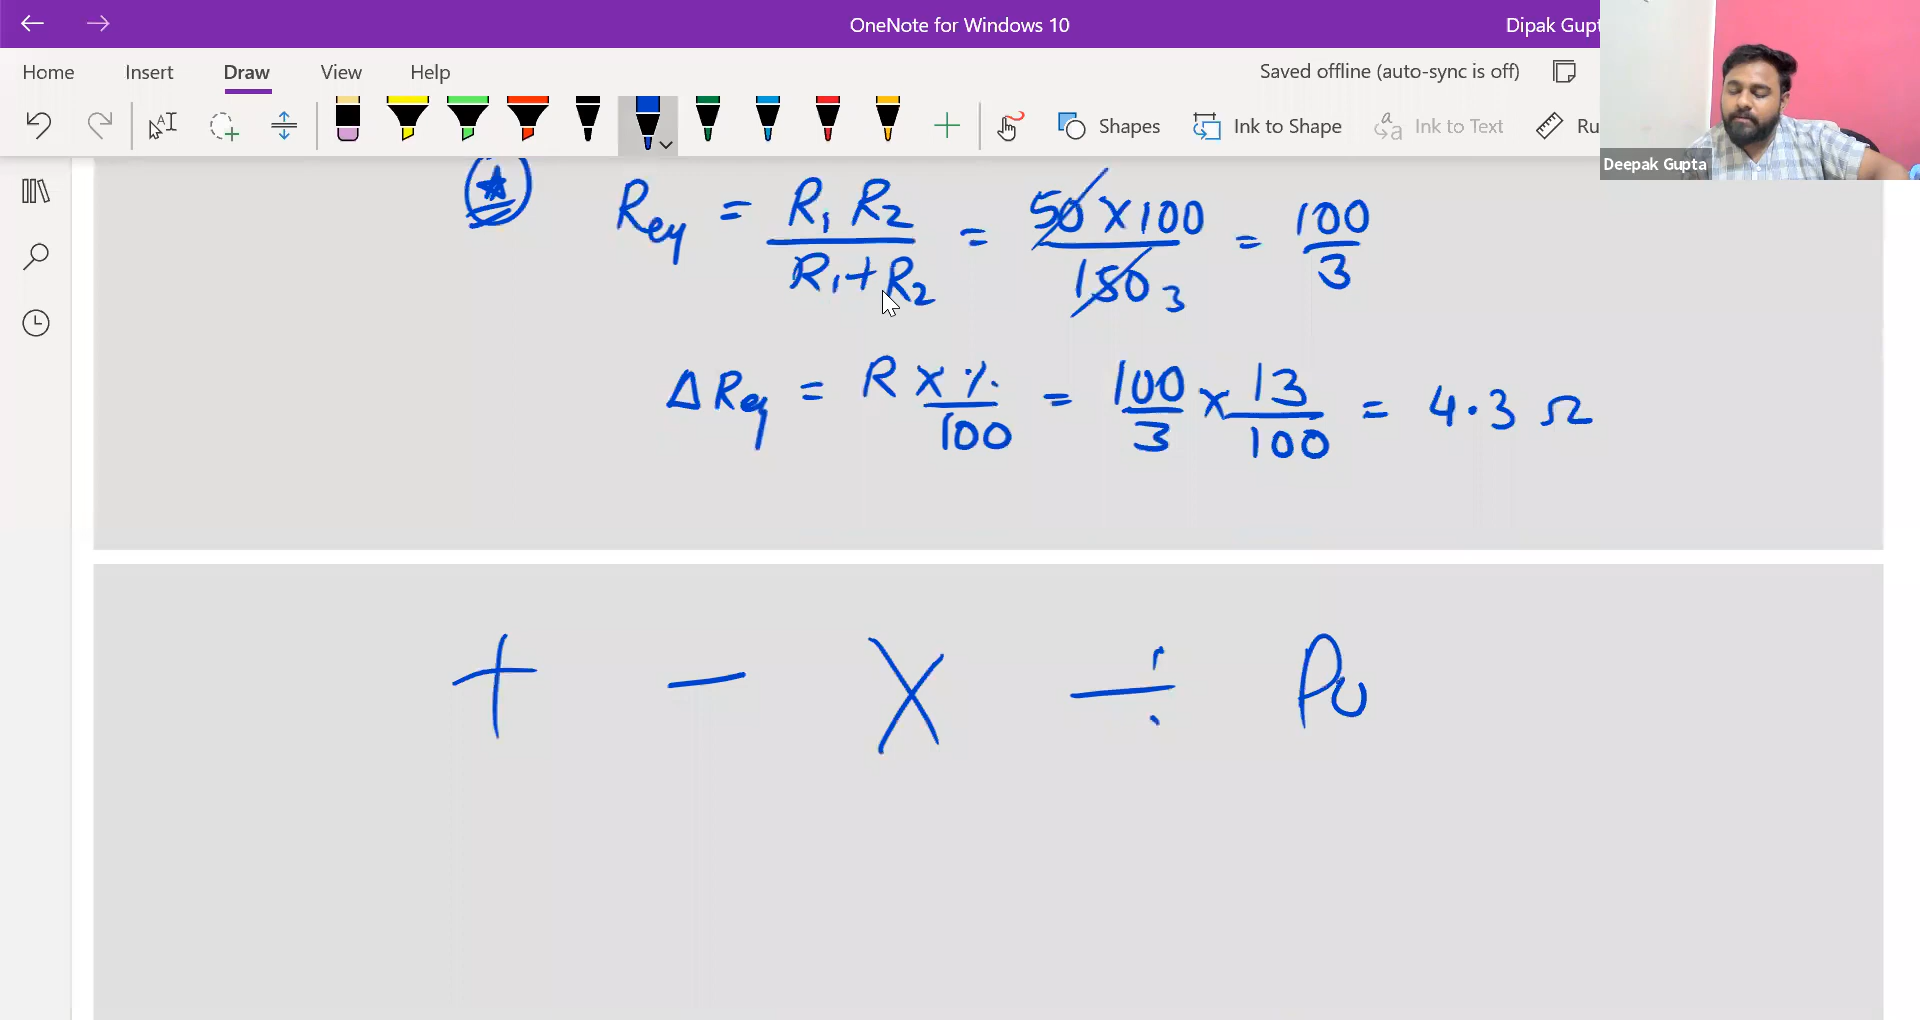 OneNote for Windows 10
Dipak Gupt
Home Insert Draw View Help
Saved offline (auto-sync is off)
Shapes Ink to Shape Ink to Text Ru
Deepak Gupta
Req = R1 R2 / R1+R2 = 50 × 100 / 150 3 = 100 / 3
Δ Req = R × % / 100 = 100 / 3 × 13 / 100 = 4.3 Ω
+ − × ÷ Po